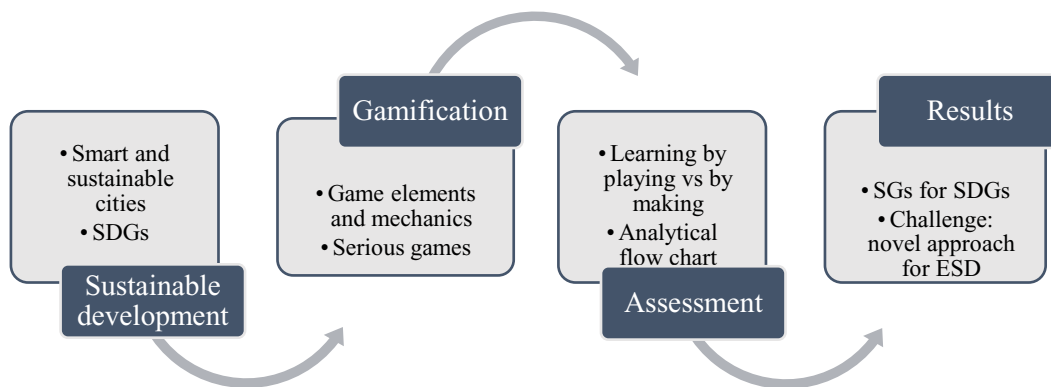 • Smart and
sustainable
cities
• SDGs
Sustainable
development
Gamification
• Game elements
and mechanics
• Serious games
• Learning by
playing vs by
making
• Analytical
flow chart
Assessment
Results
• SGs for SDGs
• Challenge:
novel approach
for ESD